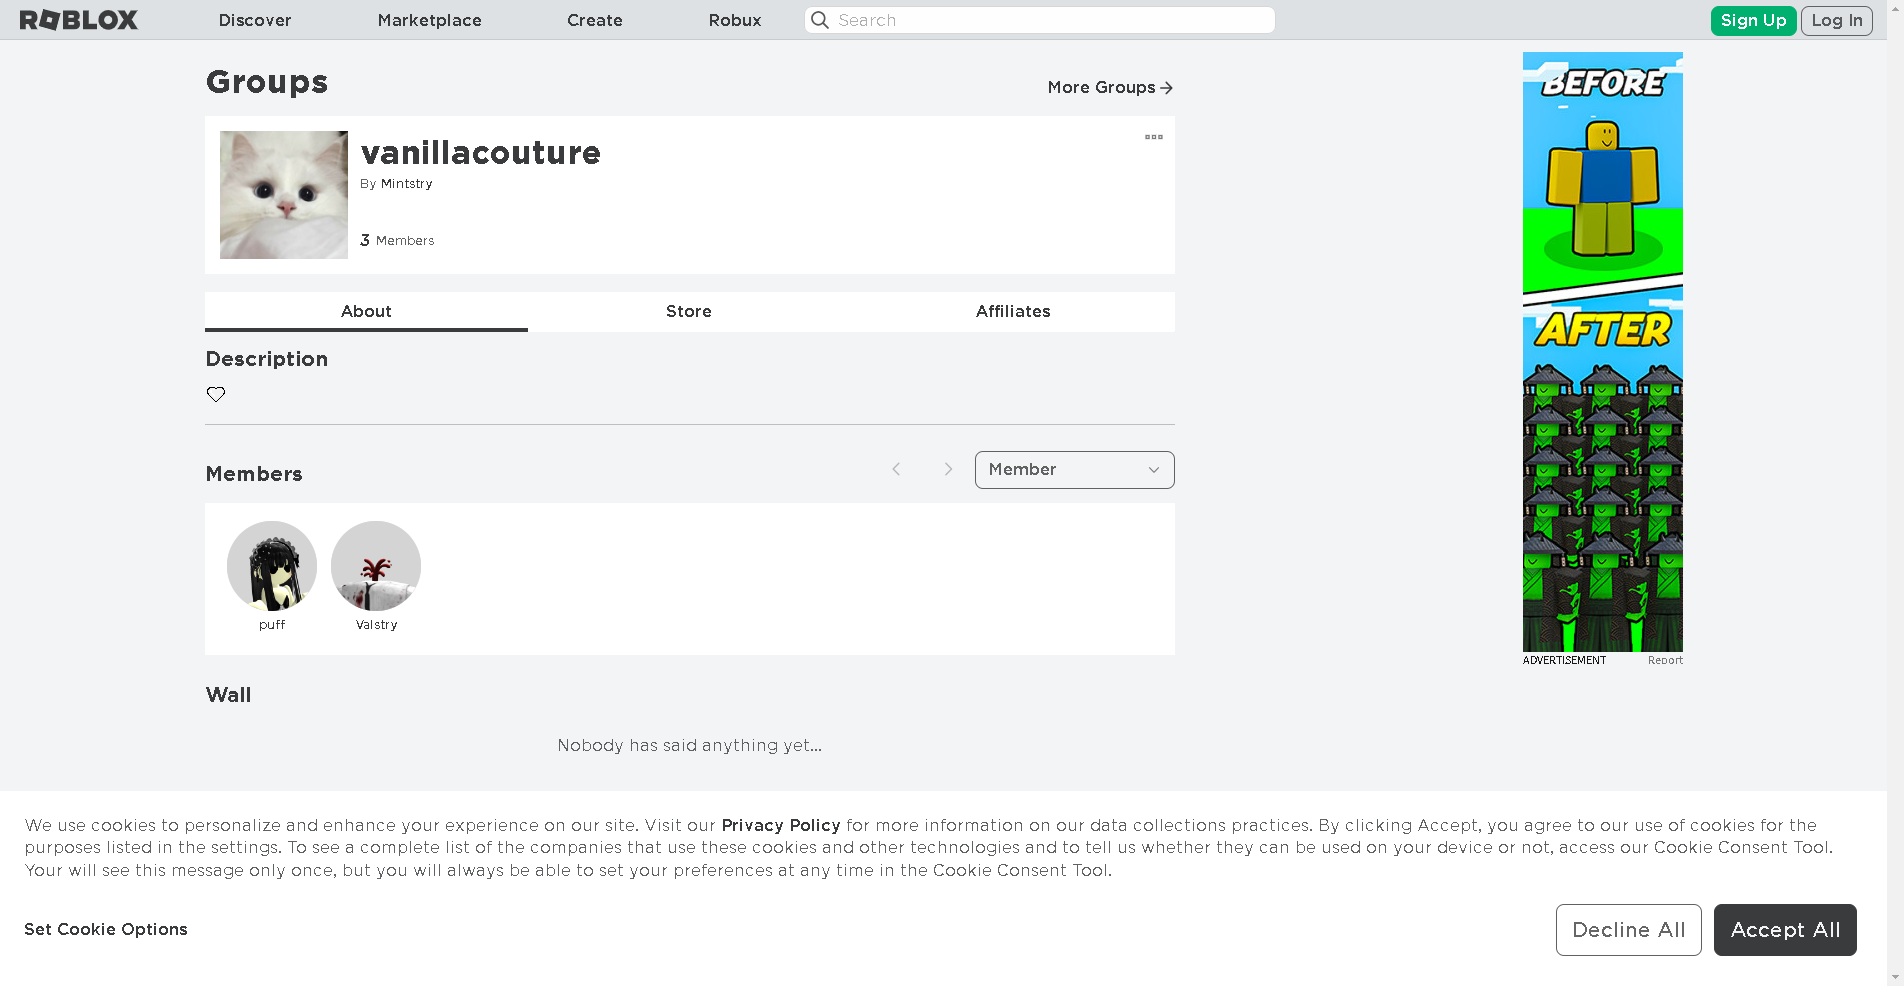 ROBLOX
Discover
Marketplace
Create
Robux
Search
Sign Up
Log In
Groups
More Groups
vanillacouture
By Mintstry
3 Members
About
Store
Affiliates
Description
Members
Member
puff
Valstry
Wall
Nobody has said anything yet...
BEFORE
AFTER
ADVERTISEMENT
Report
We use cookies to personalize and enhance your experience on our site. Visit our Privacy Policy for more information on our data collections practices. By clicking Accept, you agree to our use of cookies for the
purposes listed in the settings. To see a complete list of the companies that use these cookies and other technologies and to tell us whether they can be used on your device or not, access our Cookie Consent Tool.
Your will see this message only once, but you will always be able to set your preferences at any time in the Cookie Consent Tool.
Set Cookie Options
Decline All
Accept All